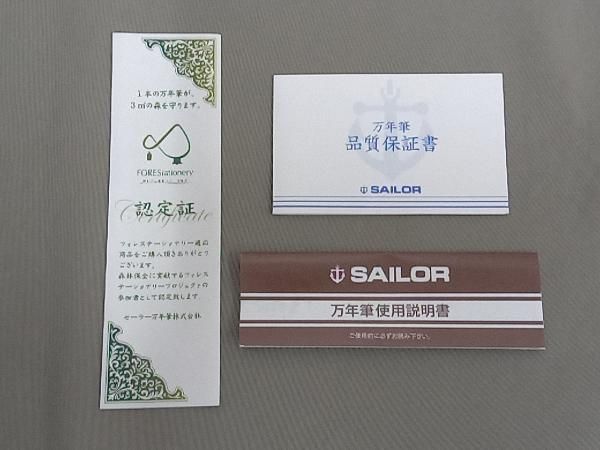 1本の万年筆が、
3㎡の森を守ります。
FOREStationery
Certificate
認定証
フォレステーショナリー適応
商品をご購入頂きありがとう
ございます。
森林保全に貢献するフォレス
テーショナリープロジェクトの
参加者として認定致します。
セーラー万年筆株式会社
万年筆
品質保証書
SAILOR
SAILOR
万年筆使用説明書
ご使用前に必ずお読み下さい。